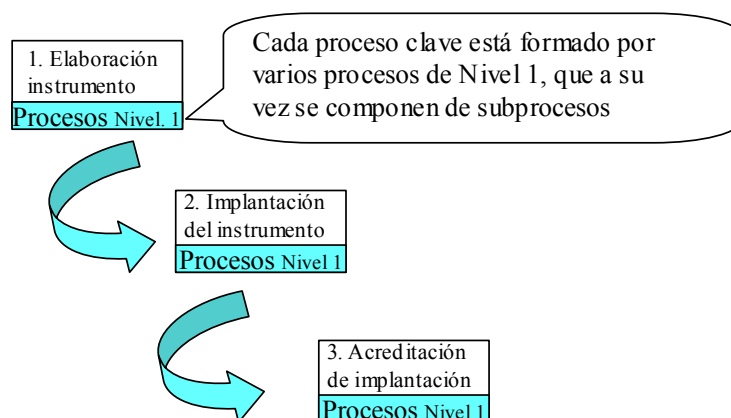 1. Elaboración
instrumento
Procesos Nivel. 1
Cada proceso clave está formado por
varios procesos de Nivel 1, que a su
vez se componen de subprocesos
2. Implantación
del instrumento
Procesos Nivel 1
3. Acreditación
de implantación
Procesos Nivel 1